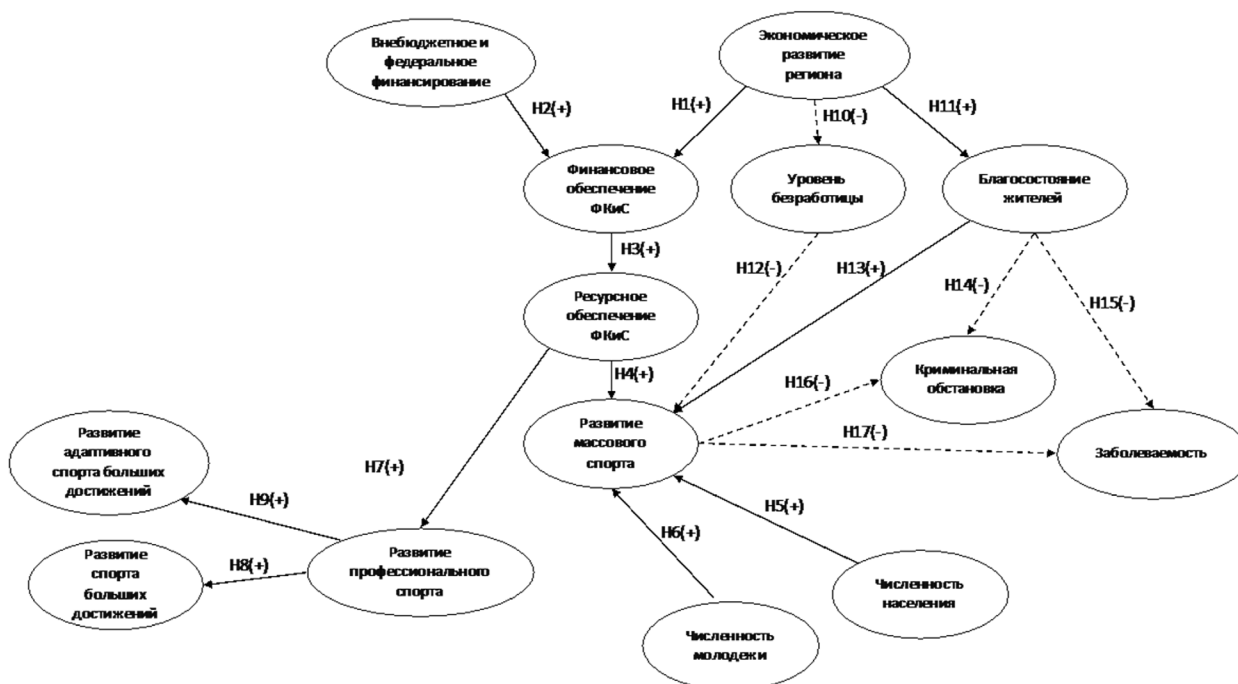 Внебюджетное и
федеральное
финансирование
Экономическое
развитие
региона
H2(+)
H1(+)
H10(-)
H11(+)
Финансовое
обеспечение
ФКиС
Уровень
безработицы
Благосостояние
жителей
H3(+)
H12(-)
H13(+)
H14(-)
H15(-)
Ресурсное
обеспечение
ФКиС
H4(+)
H16(-)
Криминальная
обстановка
Развитие
массового
спорта
H17(-)
Заболеваемость
Развитие
адаптивного
спорта больших
достижений
H7(+)
H9(+)
H5(+)
H6(+)
Развитие
спорта
больших
достижений
H8(+)
Развитие
профессионального
спорта
Численность
населения
Численность
молодежи